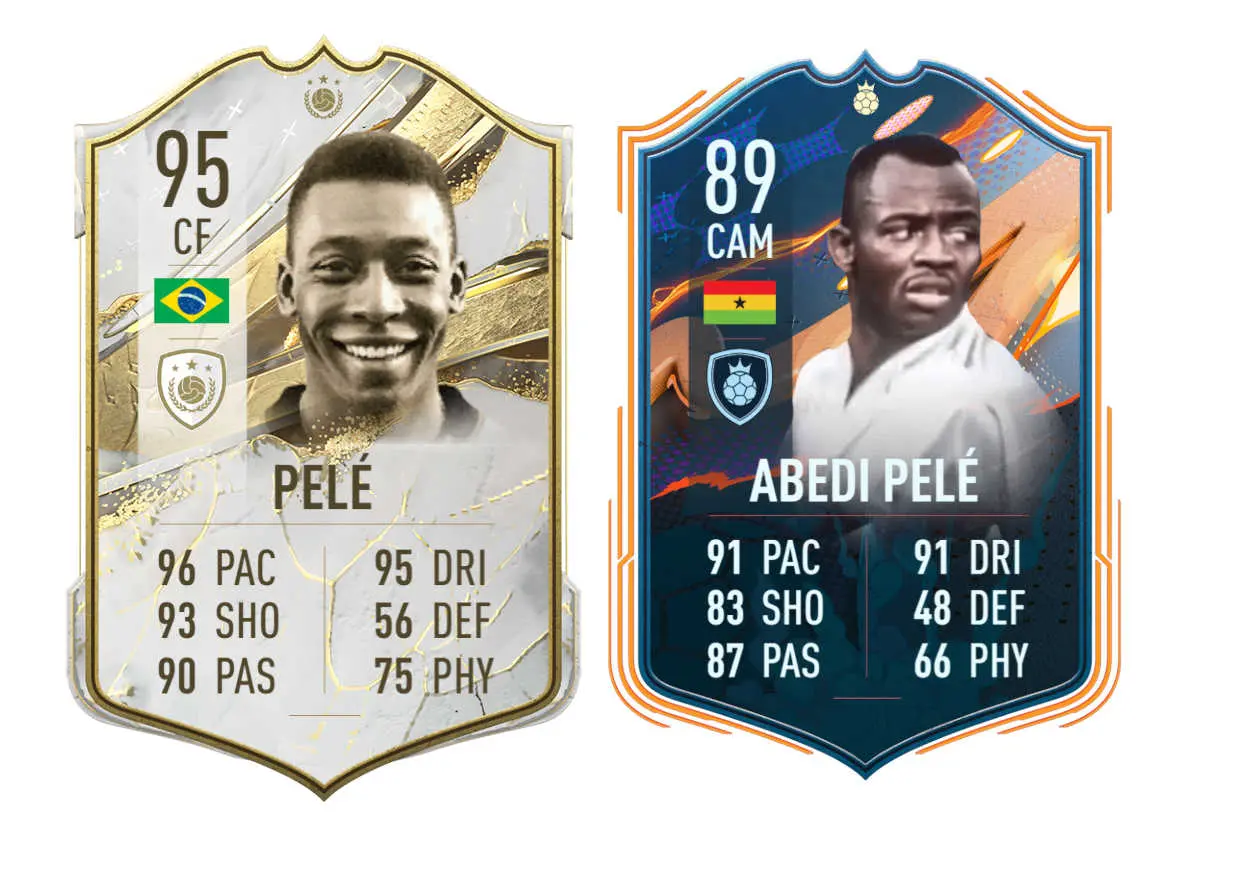 95
CF
PELÉ
96 PAC 95 DRI
93 SHO 56 DEF
90 PAS 75 PHY
89
CAM
ABEDI PELÉ
91 PAC 91 DRI
83 SHO 48 DEF
87 PAS 66 PHY